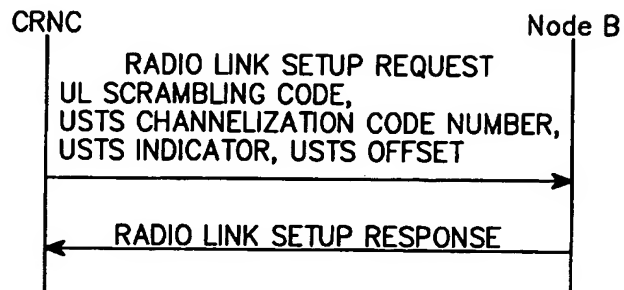 CRNC
Node B
RADIO LINK SETUP REQUEST
UL SCRAMBLING CODE,
USTS CHANNELIZATION CODE NUMBER,
USTS INDICATOR, USTS OFFSET
RADIO LINK SETUP RESPONSE